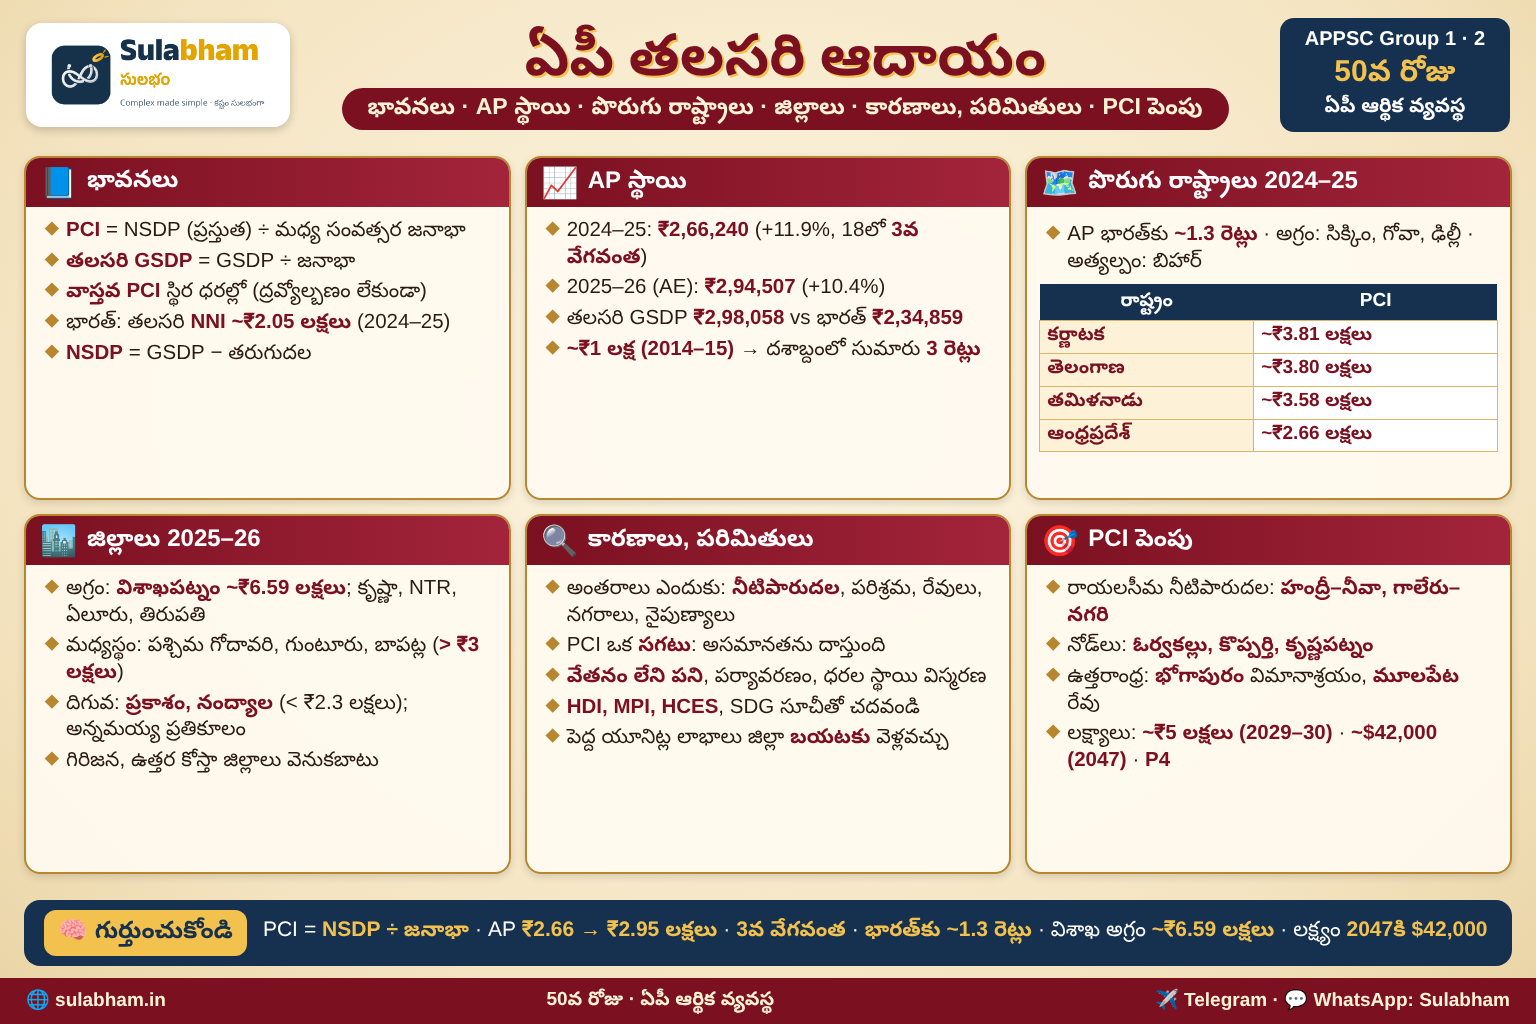 Sulabham
సులభం
Complex made simple · కష్టం సులభంగా
ఏపీ తలసరి ఆదాయం
భావనలు · AP స్థాయి · పొరుగు రాష్ట్రాలు · జిల్లాలు · కారణాలు, పరిమితులు · PCI పెంపు
APPSC Group 1 · 2
50వ రోజు
ఏపీ ఆర్థిక వ్యవస్థ
📘 భావనలు
◆ PCI = NSDP (ప్రస్తుత) ÷ మధ్య సంవత్సర జనాభా
◆ తలసరి GSDP = GSDP ÷ జనాభా
◆ వాస్తవ PCI స్థిర ధరల్లో (ద్రవ్యోల్బణం లేకుండా)
◆ భారత్: తలసరి NNI ~₹2.05 లక్షలు (2024–25)
◆ NSDP = GSDP − తరుగుదల
📈 AP స్థాయి
◆ 2024–25: ₹2,66,240 (+11.9%, 18లో 3వ
వేగవంత)
◆ 2025–26 (AE): ₹2,94,507 (+10.4%)
◆ తలసరి GSDP ₹2,98,058 vs భారత్ ₹2,34,859
◆ ~₹1 లక్ష (2014–15) → దశాబ్దంలో సుమారు 3 రెట్లు
🗺️ పొరుగు రాష్ట్రాలు 2024–25
◆ AP భారత్‌కు ~1.3 రెట్లు · అగ్రం: సిక్కిం, గోవా, ఢిల్లీ ·
అత్యల్పం: బిహార్
రాష్ట్రం PCI
కర్ణాటక ~₹3.81 లక్షలు
తెలంగాణ ~₹3.80 లక్షలు
తమిళనాడు ~₹3.58 లక్షలు
ఆంధ్రప్రదేశ్ ~₹2.66 లక్షలు
🏙️ జిల్లాలు 2025–26
◆ అగ్రం: విశాఖపట్నం ~₹6.59 లక్షలు; కృష్ణా, NTR,
ఏలూరు, తిరుపతి
◆ మధ్యస్థం: పశ్చిమ గోదావరి, గుంటూరు, బాపట్ల (> ₹3
లక్షలు)
◆ దిగువ: ప్రకాశం, నంద్యాల (< ₹2.3 లక్షలు);
అన్నమయ్య ప్రతికూలం
◆ గిరిజన, ఉత్తర కోస్తా జిల్లాలు వెనుకబాటు
🔍 కారణాలు, పరిమితులు
◆ అంతరాలు ఎందుకు: నీటిపారుదల, పరిశ్రమ, రేవులు,
నగరాలు, నైపుణ్యాలు
◆ PCI ఒక సగటు: అసమానతను దాస్తుంది
◆ వేతనం లేని పని, పర్యావరణం, ధరల స్థాయి విస్మరణ
◆ HDI, MPI, HCES, SDG సూచీతో చదవండి
◆ పెద్ద యూనిట్ల లాభాలు జిల్లా బయటకు వెళ్లవచ్చు
🎯 PCI పెంపు
◆ రాయలసీమ నీటిపారుదల: హంద్రీ–నీవా, గాలేరు–
నగరి
◆ నోడ్‌లు: ఓర్వకల్లు, కొప్పర్తి, కృష్ణపట్నం
◆ ఉత్తరాంధ్ర: భోగాపురం విమానాశ్రయం, మూలపేట
రేవు
◆ లక్ష్యాలు: ~₹5 లక్షలు (2029–30) · ~$42,000
(2047) · P4
🧠 గుర్తుంచుకోండి PCI = NSDP ÷ జనాభా · AP ₹2.66 → ₹2.95 లక్షలు · 3వ వేగవంత · భారత్‌కు ~1.3 రెట్లు · విశాఖ అగ్రం ~₹6.59 లక్షలు · లక్ష్యం 2047కి $42,000
🌐 sulabham.in
50వ రోజు · ఏపీ ఆర్థిక వ్యవస్థ
✈️ Telegram · 💬 WhatsApp: Sulabham